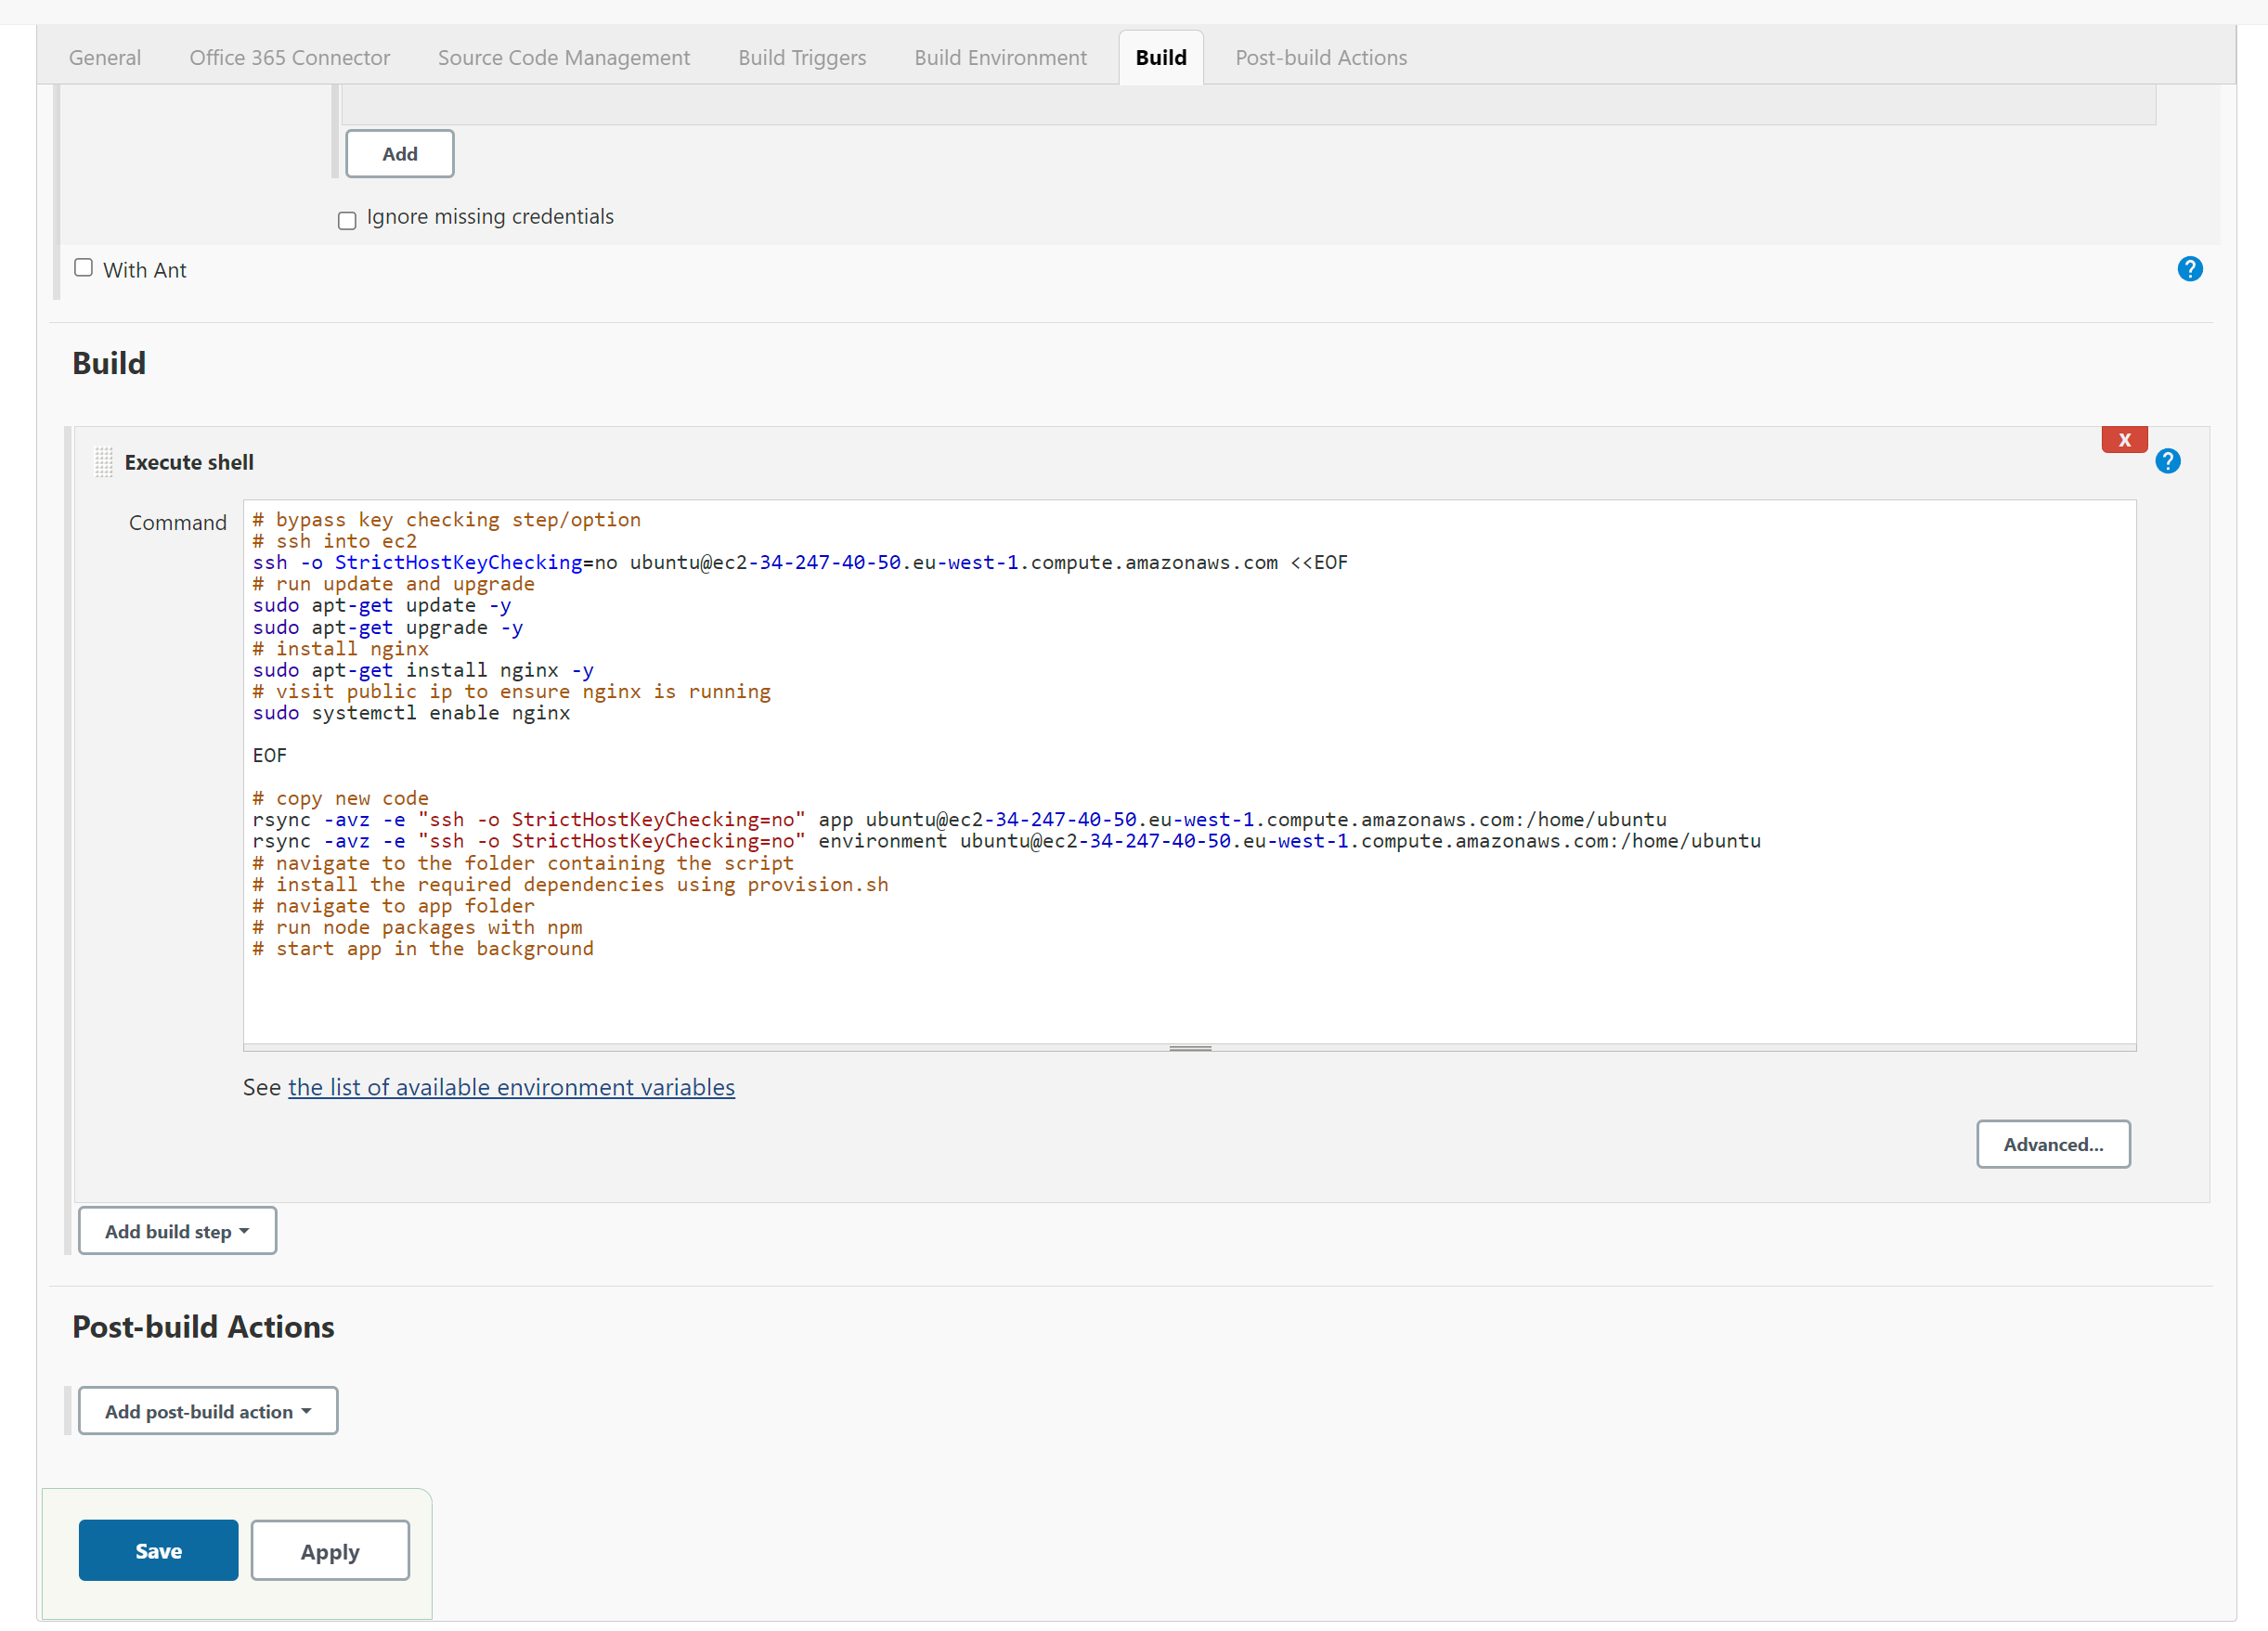 General Office 365 Connector Source Code Management Build Triggers Build Environment Build Post-build Actions
Add
Ignore missing credentials
With Ant
?
Build
X
Execute shell
?
Command
# bypass key checking step/option
# ssh into ec2
ssh -o StrictHostKeyChecking=no ubuntu@ec2-34-247-40-50.eu-west-1.compute.amazonaws.com <<EOF
# run update and upgrade
sudo apt-get update -y
sudo apt-get upgrade -y
# install nginx
sudo apt-get install nginx -y
# visit public ip to ensure nginx is running
sudo systemctl enable nginx
EOF
# copy new code
rsync -avz -e "ssh -o StrictHostKeyChecking=no" app ubuntu@ec2-34-247-40-50.eu-west-1.compute.amazonaws.com:/home/ubuntu
rsync -avz -e "ssh -o StrictHostKeyChecking=no" environment ubuntu@ec2-34-247-40-50.eu-west-1.compute.amazonaws.com:/home/ubuntu
# navigate to the folder containing the script
# install the required dependencies using provision.sh
# navigate to app folder
# run node packages with npm
# start app in the background
See the list of available environment variables
Advanced...
Add build step
Post-build Actions
Add post-build action
Save Apply